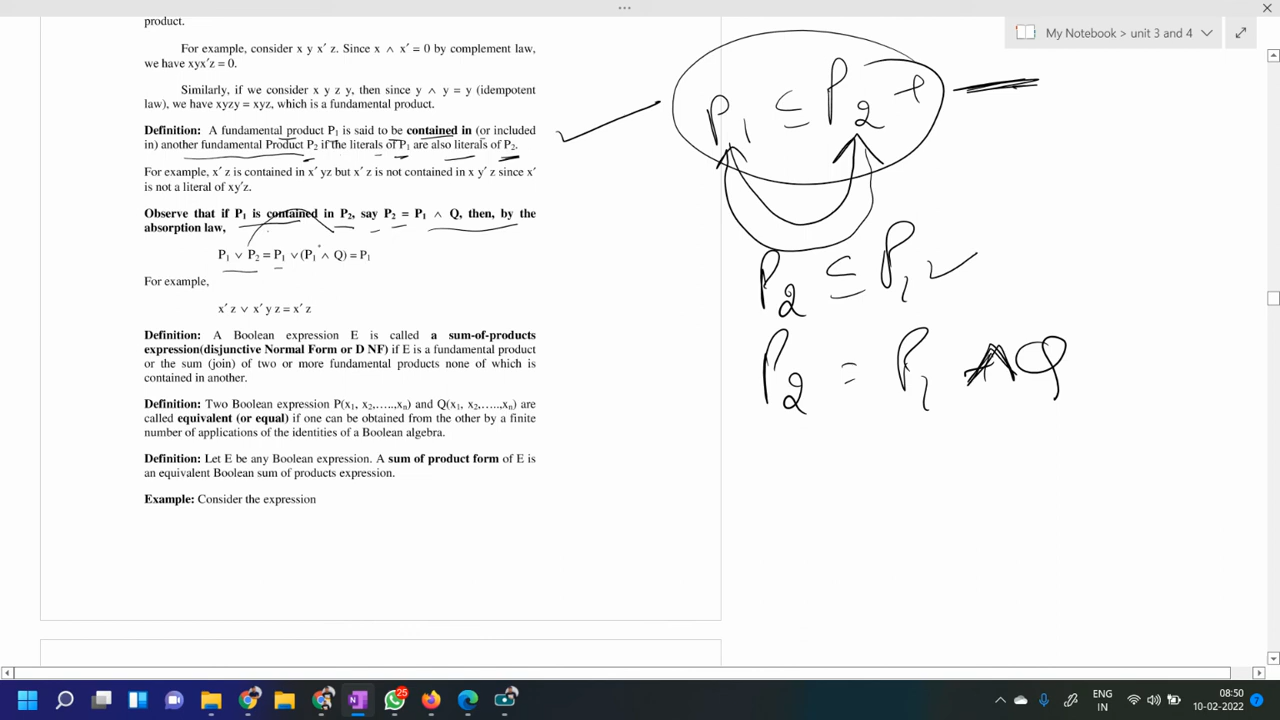 product.
For example, consider x y x′ z. Since x ∧ x′ = 0 by complement law,
we have xyx′z = 0.
Similarly, if we consider x y z y, then since y ∧ y = y (idempotent
law), we have xyzy = xyz, which is a fundamental product.
Definition: A fundamental product P1 is said to be contained in (or included
in) another fundamental Product P2 if the literals of P1 are also literals of P2.
For example, x′ z is contained in x′ yz but x′ z is not contained in x y′ z since x′
is not a literal of xy′z.
Observe that if P1 is contained in P2, say P2 = P1 ∧ Q, then, by the
absorption law,
P1 ∨ P2 = P1 ∨ (P1 ∧ Q) = P1
For example,
x′ z ∨ x′ y z = x′ z
Definition: A Boolean expression E is called a sum-of-products
expression(disjunctive Normal Form or D NF) if E is a fundamental product
or the sum (join) of two or more fundamental products none of which is
contained in another.
Definition: Two Boolean expression P(x1, x2,.....,xn) and Q(x1, x2,.....,xn) are
called equivalent (or equal) if one can be obtained from the other by a finite
number of applications of the identities of a Boolean algebra.
Definition: Let E be any Boolean expression. A sum of product form of E is
an equivalent Boolean sum of products expression.
Example: Consider the expression
My Notebook > unit 3 and 4
P1 ⊆ P2
P2 ⊆ P1
P2 = P1 ∧ Q
25
ENG
IN
08:50
10-02-2022
7